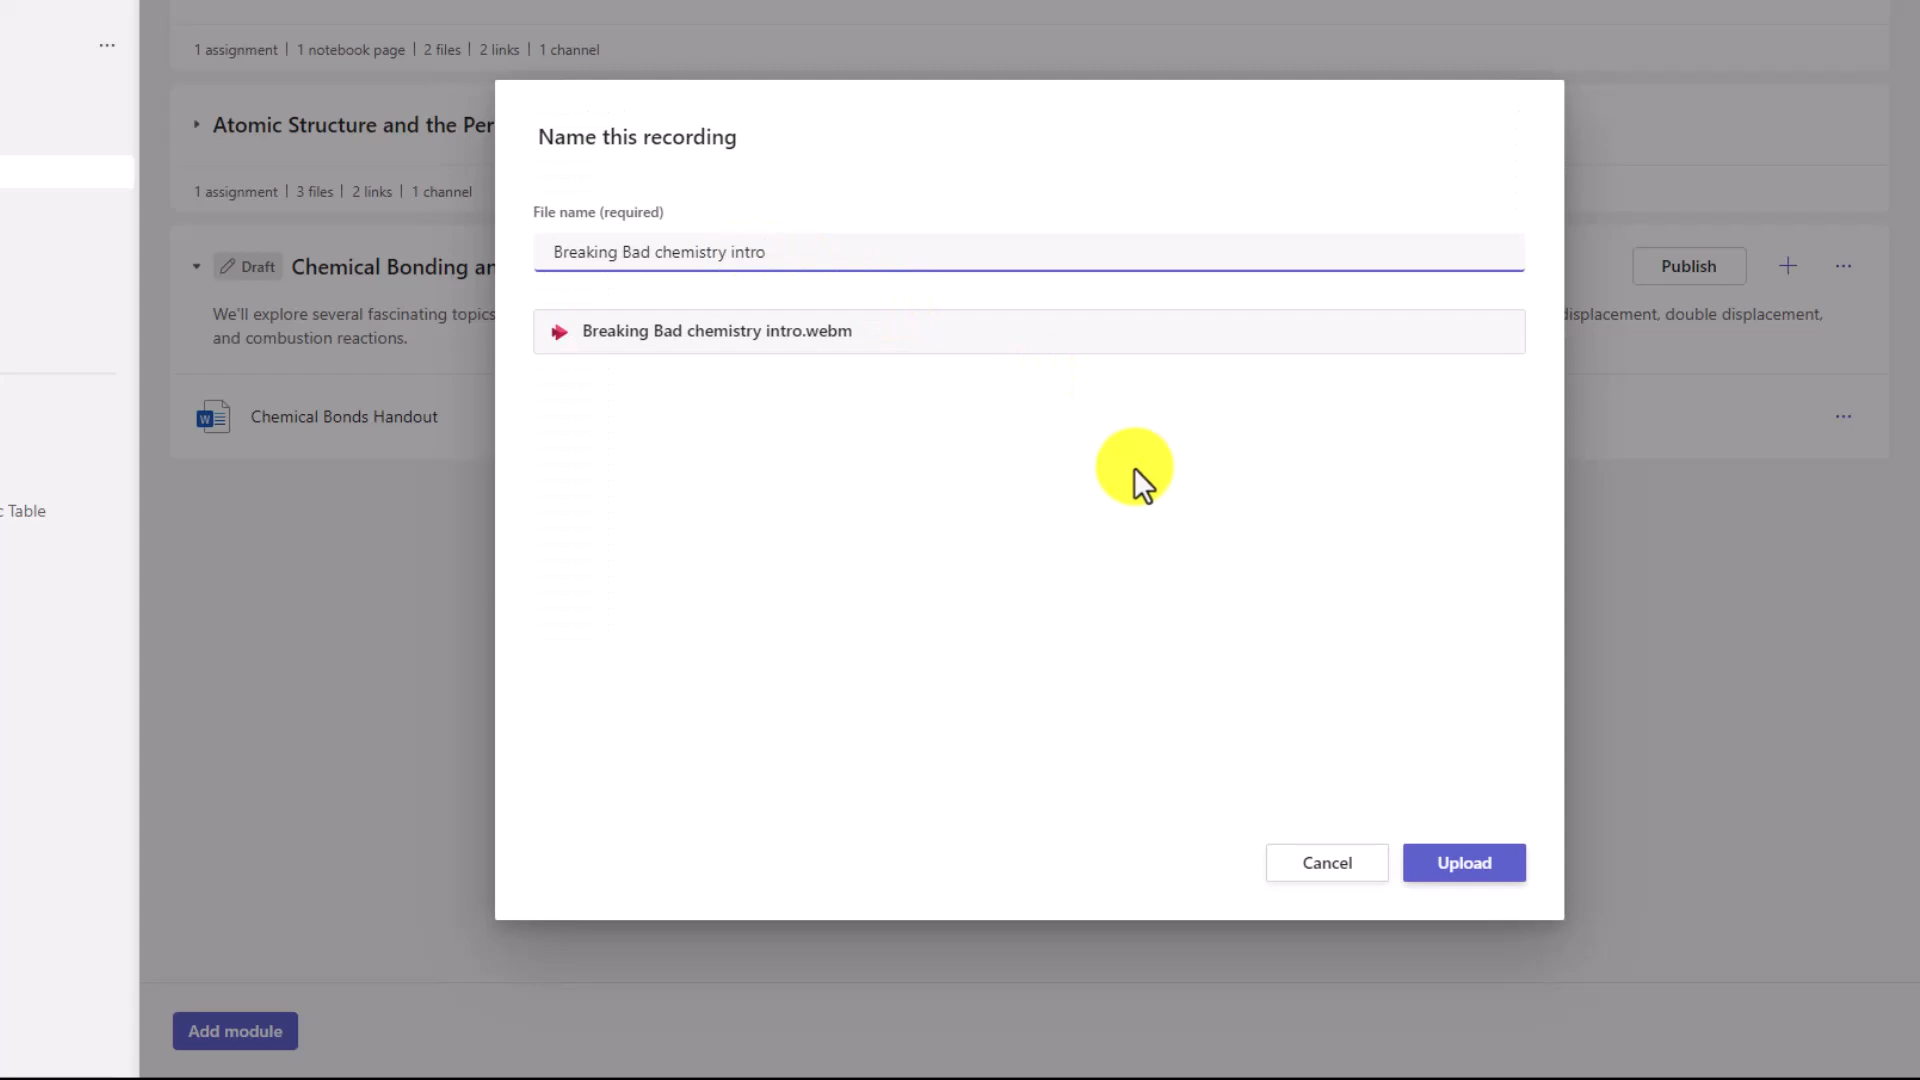 1 assignment | 1 notebook page | 2 files | 2 links | 1 channel
Atomic Structure and the Per
1 assignment | 3 files | 2 links | 1 channel
Draft Chemical Bonding an
Publish
We'll explore several fascinating topics
displacement, double displacement,
and combustion reactions.
W Chemical Bonds Handout
c Table
Name this recording
File name (required)
Breaking Bad chemistry intro
Breaking Bad chemistry intro.webm
Cancel Upload
Add module